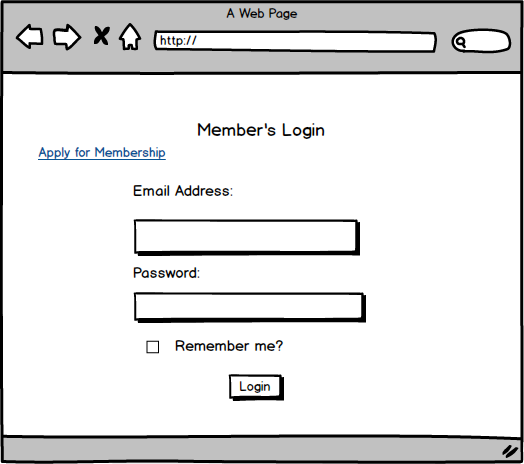 A Web Page
http://
Member's Login
Apply for Membership
Email Address:
Password:
Remember me?
Login